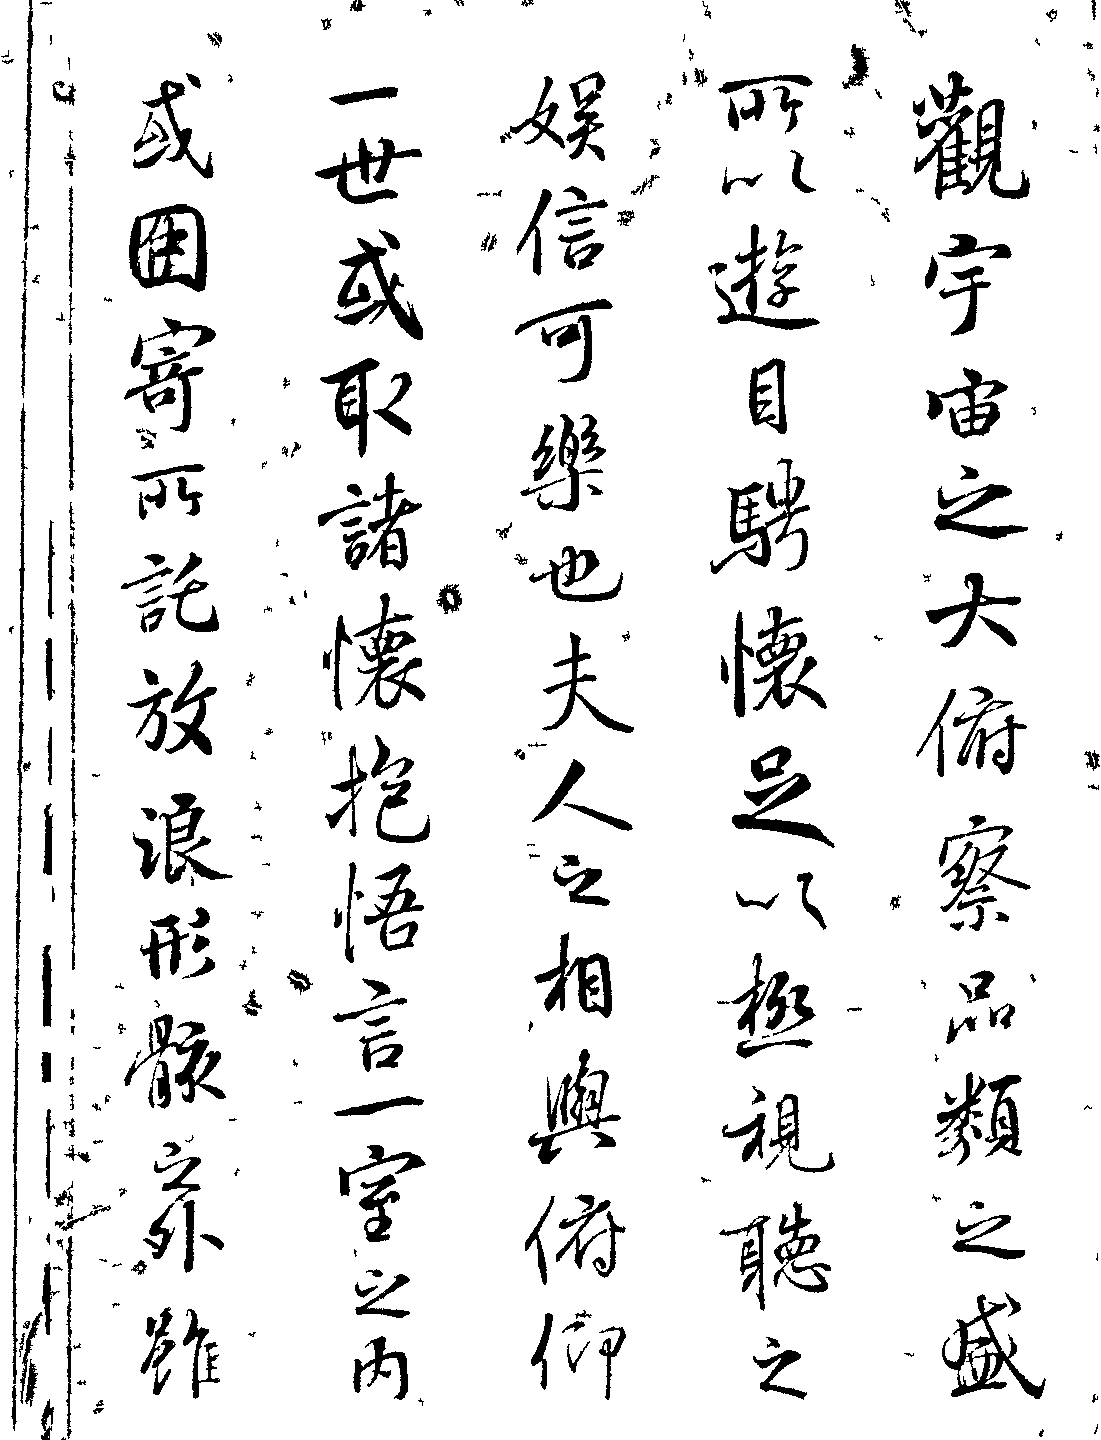 觀宇宙之大俯察品類之盛
所以遊目騁懷足以極視聽之
娛信可樂也夫人之相與俯仰
一世或取諸懷抱悟言一室之內
或因寄所託放浪形骸之外雖